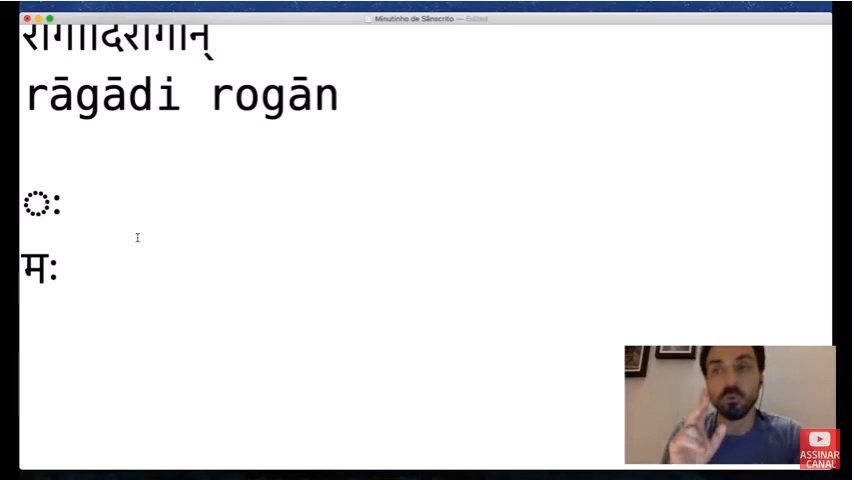 Minutinho de Sânscrito — Edited
रागादिरोगान्
rāgādi rogān
ः
मः
ASSINAR
CANAL